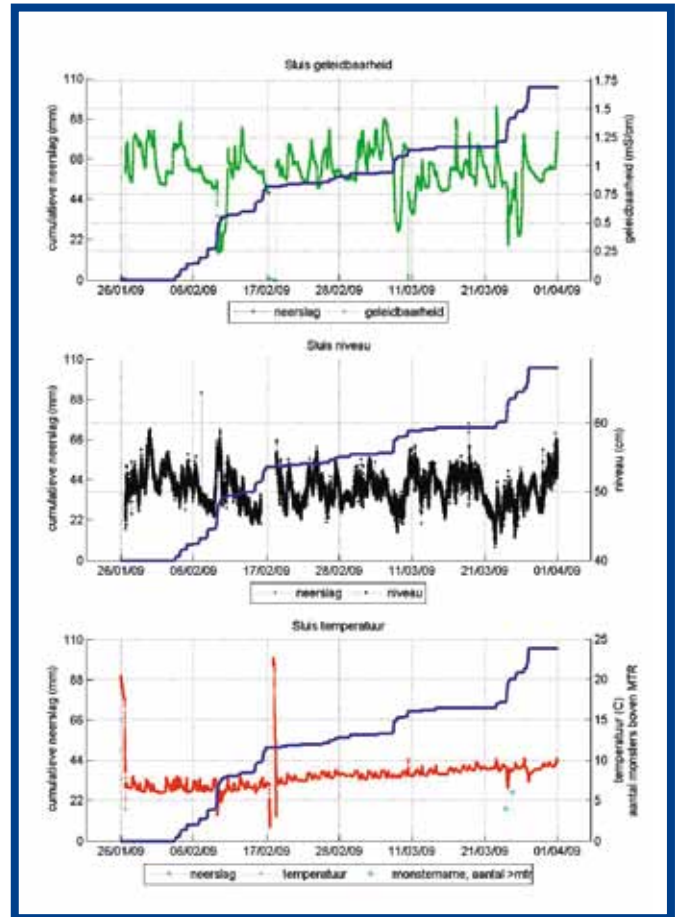 Sluis geleidbaarheid
cumulatieve neerslag (mm)
110
88
66
44
22
0
geleidbaarheid (mS/cm)
1.75
1.5
1.25
1
0.75
0.5
0.25
0
26/01/09 06/02/09 17/02/09 28/02/09 11/03/09 21/03/09 01/04/09
neerslag geleidbaarheid
Sluis niveau
cumulatieve neerslag (mm)
110
88
66
44
22
0
niveau (cm)
60
50
40
26/01/09 06/02/09 17/02/09 28/02/09 11/03/09 21/03/09 01/04/09
neerslag niveau
Sluis temperatuur
cumulatieve neerslag (mm)
110
88
66
44
22
0
temperatuur (C)
aantal monsters boven MTR
25
20
15
10
5
0
26/01/09 06/02/09 17/02/09 28/02/09 11/03/09 21/03/09 01/04/09
neerslag temperatuur monstername, aantal >mtr